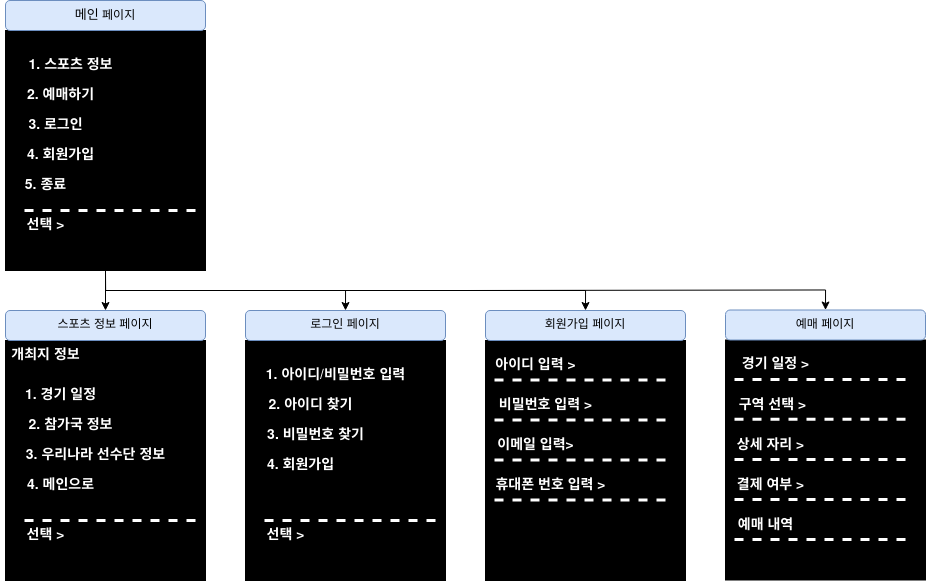 메인 페이지
1. 스포츠 정보
2. 예매하기
3. 로그인
4. 회원가입
5. 종료
선택 >
스포츠 정보 페이지
개최지 정보
1. 경기 일정
2. 참가국 정보
3. 우리나라 선수단 정보
4. 메인으로
선택 >
로그인 페이지
1. 아이디/비밀번호 입력
2. 아이디 찾기
3. 비밀번호 찾기
4. 회원가입
선택 >
회원가입 페이지
아이디 입력 >
비밀번호 입력 >
이메일 입력>
휴대폰 번호 입력 >
예매 페이지
경기 일정 >
구역 선택 >
상세 자리 >
결제 여부 >
예매 내역